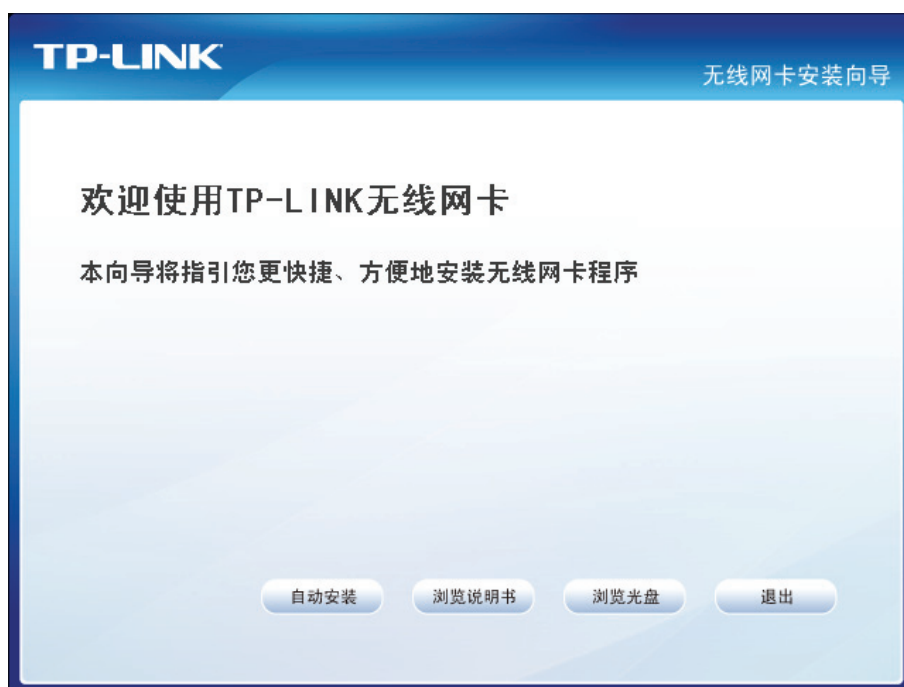 TP-LINK
无线网卡安装向导
欢迎使用TP-LINK无线网卡
本向导将指引您更快捷、方便地安装无线网卡程序
自动安装
浏览说明书
浏览光盘
退出